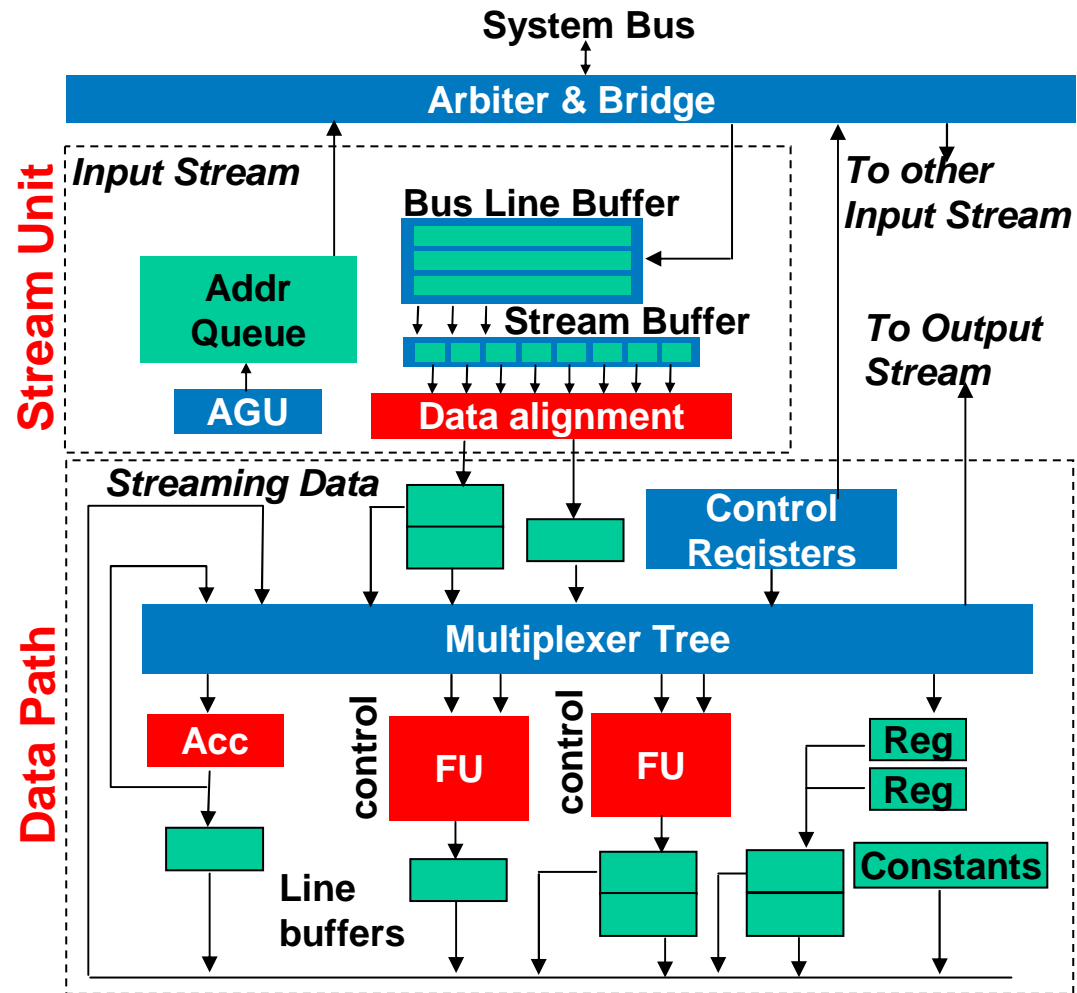 System Bus
Arbiter & Bridge
Stream Unit
Input Stream
Bus Line Buffer
To other
Input Stream
Addr
Queue
Stream Buffer
To Output
Stream
AGU
Data alignment
Data Path
Streaming Data
Control
Registers
Multiplexer Tree
control
control
Acc
FU
FU
Reg
Reg
Constants
Line
buffers